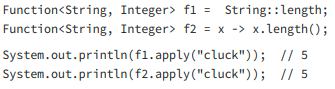 Function<String, Integer> f1 =  String::length;
Function<String, Integer> f2 = x -> x.length();
System.out.println(f1.apply("cluck"));  // 5
System.out.println(f2.apply("cluck"));  // 5